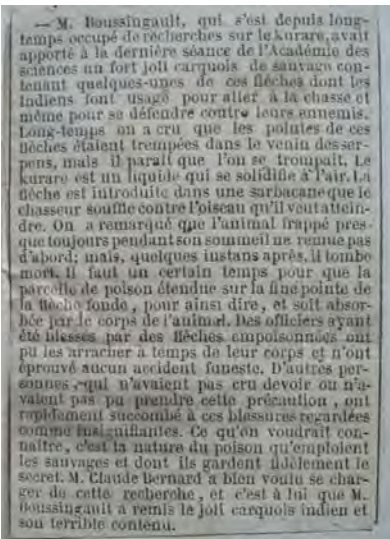 — M. Boussingault, qui s'est depuis long-
temps occupé de recherches sur le kurare, avait
apporté à la dernière séance de l'Académie des
sciences un fort joli carquois de sauvage con-
tenant quelques-unes de ces flèches dont les
Indiens font usage pour aller à la chasse et
même pour se défendre contre leurs ennemis.
Long-temps on a cru que les pointes de ces
flèches étaient trempées dans le venin des ser-
pens, mais il paraît que l'on se trompait. Le
kurare est un liquide qui se solidifie à l'air. La
flèche est introduite dans une sarbacane que le
chasseur souffle contre l'oiseau qu'il veut attein-
dre. On a remarqué que l'animal frappé pres-
que toujours pendant son sommeil ne remue pas
d'abord; mais, quelques instans après, il tombe
mort. Il faut un certain temps pour que la
parcelle de poison étendue sur la fine pointe de
la flèche fonde, pour ainsi dire, et soit absor-
bée par le corps de l'animal. Des officiers ayant
été blessés par des flèches empoisonnées ont
pu les arracher à temps de leur corps et n'ont
éprouvé aucun accident funeste. D'autres per-
sonnes, qui n'avaient pas cru devoir ou n'a-
vaient pas pu prendre cette précaution, ont
rapidement succombé à ces blessures regardées
comme insignifiantes. Ce qu'on voudrait con-
naître, c'est la nature du poison qu'emploient
les sauvages et dont ils gardent fidèlement le
secret. M. Claude Bernard a bien voulu se char-
ger de cette recherche, et c'est à lui que M.
Boussingault a remis le joli carquois indien et
son terrible contenu.